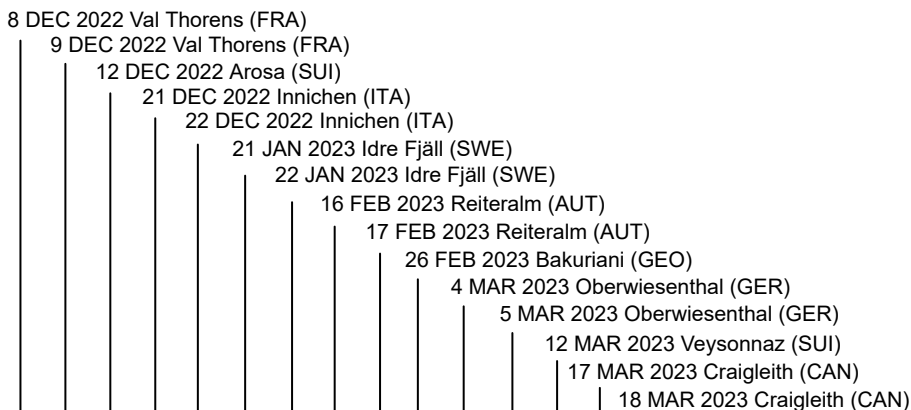 8 DEC 2022 Val Thorens (FRA)
9 DEC 2022 Val Thorens (FRA)
12 DEC 2022 Arosa (SUI)
21 DEC 2022 Innichen (ITA)
22 DEC 2022 Innichen (ITA)
21 JAN 2023 Idre Fjäll (SWE)
22 JAN 2023 Idre Fjäll (SWE)
16 FEB 2023 Reiteralm (AUT)
17 FEB 2023 Reiteralm (AUT)
26 FEB 2023 Bakuriani (GEO)
4 MAR 2023 Oberwiesenthal (GER)
5 MAR 2023 Oberwiesenthal (GER)
12 MAR 2023 Veysonnaz (SUI)
17 MAR 2023 Craigleith (CAN)
18 MAR 2023 Craigleith (CAN)